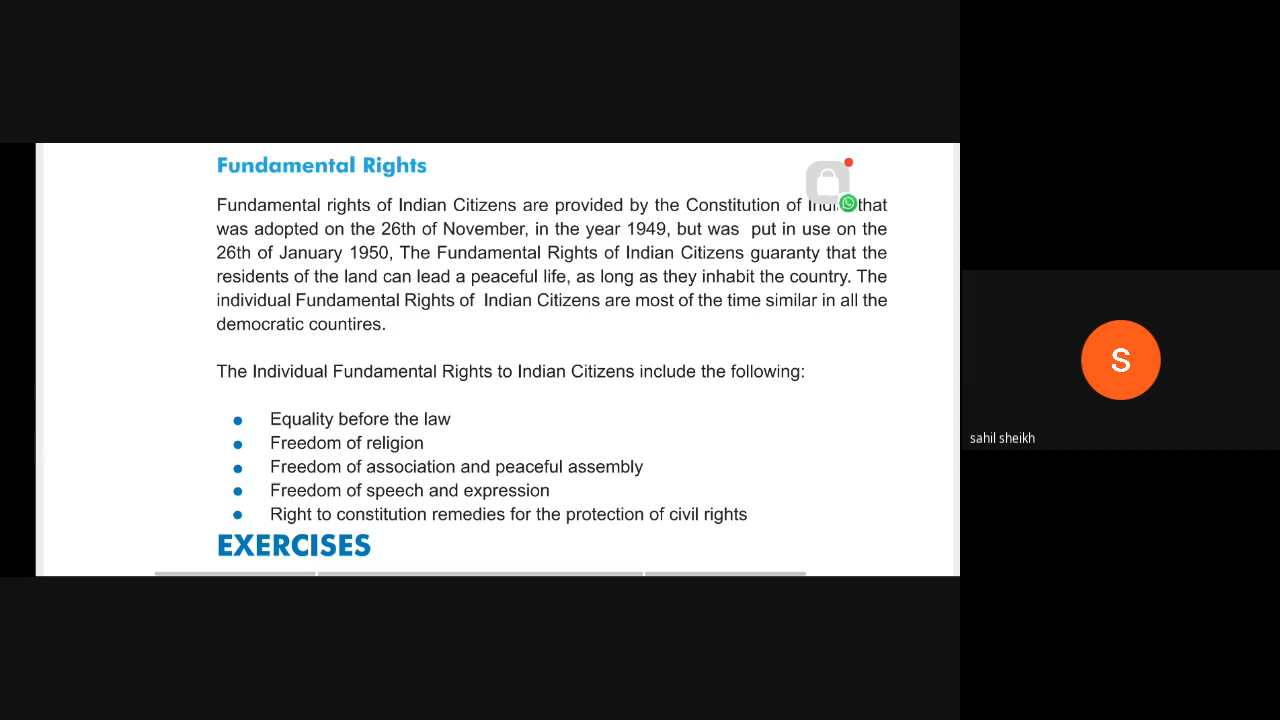 Fundamental Rights
Fundamental rights of Indian Citizens are provided by the Constitution of that
was adopted on the 26th of November, in the year 1949, but was put in use on the
26th of January 1950, The Fundamental Rights of Indian Citizens guaranty that the
residents of the land can lead a peaceful life, as long as they inhabit the country. The
individual Fundamental Rights of Indian Citizens are most of the time similar in all the
democratic countires.
The Individual Fundamental Rights to Indian Citizens include the following:
● Equality before the law
● Freedom of religion
● Freedom of association and peaceful assembly
● Freedom of speech and expression
● Right to constitution remedies for the protection of civil rights
EXERCISES
S
sahil sheikh